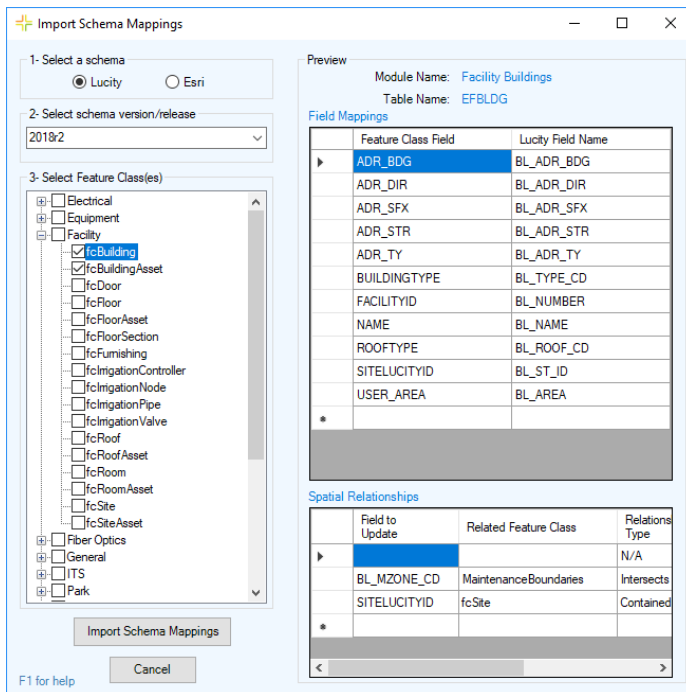 Import Schema Mappings
1- Select a schema
Lucity Esri
2- Select schema version/release
2018r2
3- Select Feature Class(es)
Electrical
Equipment
Facility
fcBuilding
fcBuildingAsset
fcDoor
fcFloor
fcFloorAsset
fcFloorSection
fcFurnishing
fcIrrigationController
fcIrrigationNode
fcIrrigationPipe
fcIrrigationValve
fcRoof
fcRoofAsset
fcRoom
fcRoomAsset
fcSite
fcSiteAsset
Fiber Optics
General
ITS
Park
Import Schema Mappings
Cancel
F1 for help
Preview
Module Name: Facility Buildings
Table Name: EFBLDG
Field Mappings
Feature Class Field Lucity Field Name
ADR_BDG BL_ADR_BDG
ADR_DIR BL_ADR_DIR
ADR_SFX BL_ADR_SFX
ADR_STR BL_ADR_STR
ADR_TY BL_ADR_TY
BUILDINGTYPE BL_TYPE_CD
FACILITYID BL_NUMBER
NAME BL_NAME
ROOFTYPE BL_ROOF_CD
SITELUCITYID BL_ST_ID
USER_AREA BL_AREA
Spatial Relationships
Field to Update Related Feature Class Relations Type
N/A
BL_MZONE_CD MaintenanceBoundaries Intersects
SITELUCITYID fcSite Contained